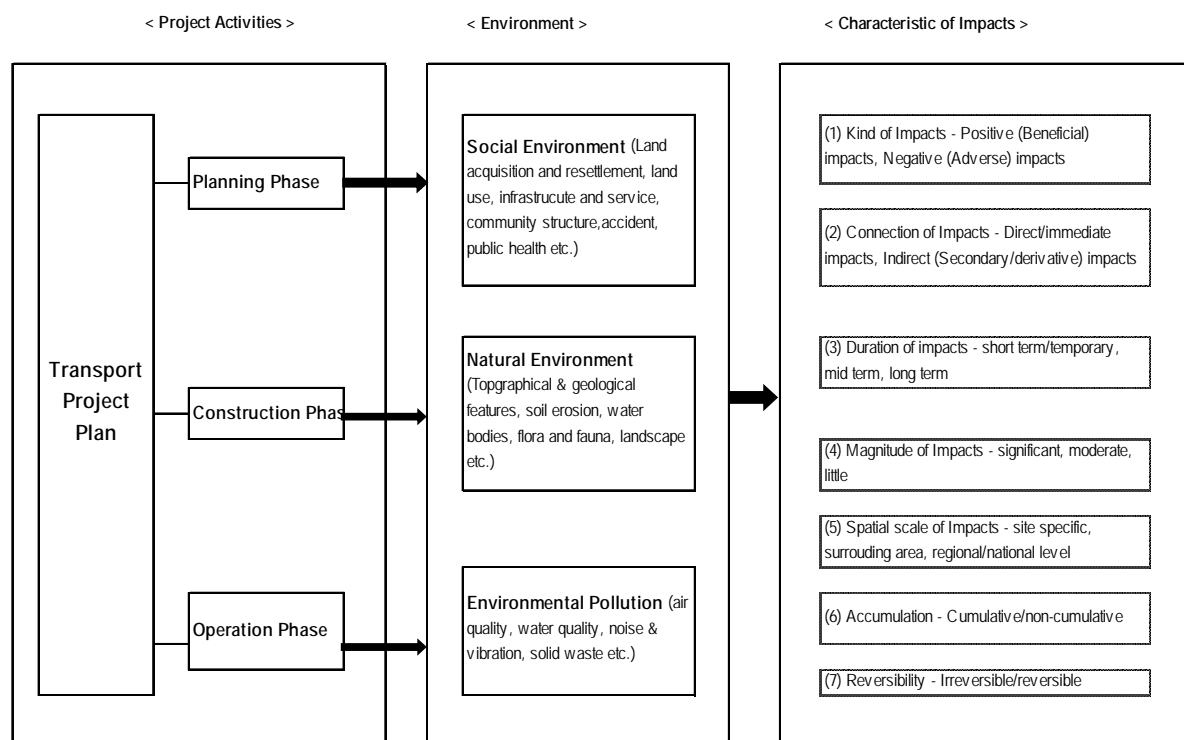 < Project Activities >
< Environment >
< Characteristic of Impacts >
Transport
Project
Plan
Planning Phase
Construction Phas
Operation Phase
Social Environment (Land
acquisition and resettlement, land
use, infrastrucute and service,
community structure,accident,
public health etc.)
Natural Environment
(Topgraphical & geological
features, soil erosion, water
bodies, flora and fauna, landscape
etc.)
Environmental Pollution (air
quality, water quality, noise &
vibration, solid waste etc.)
(1) Kind of Impacts - Positive (Beneficial)
impacts, Negative (Adverse) impacts
(2) Connection of Impacts - Direct/immediate
impacts, Indirect (Secondary/derivative) impacts
(3) Duration of impacts - short term/temporary,
mid term, long term
(4) Magnitude of Impacts - significant, moderate,
little
(5) Spatial scale of Impacts - site specific,
surrouding area, regional/national level
(6) Accumulation - Cumulative/non-cumulative
(7) Reversibility - Irreversible/reversible